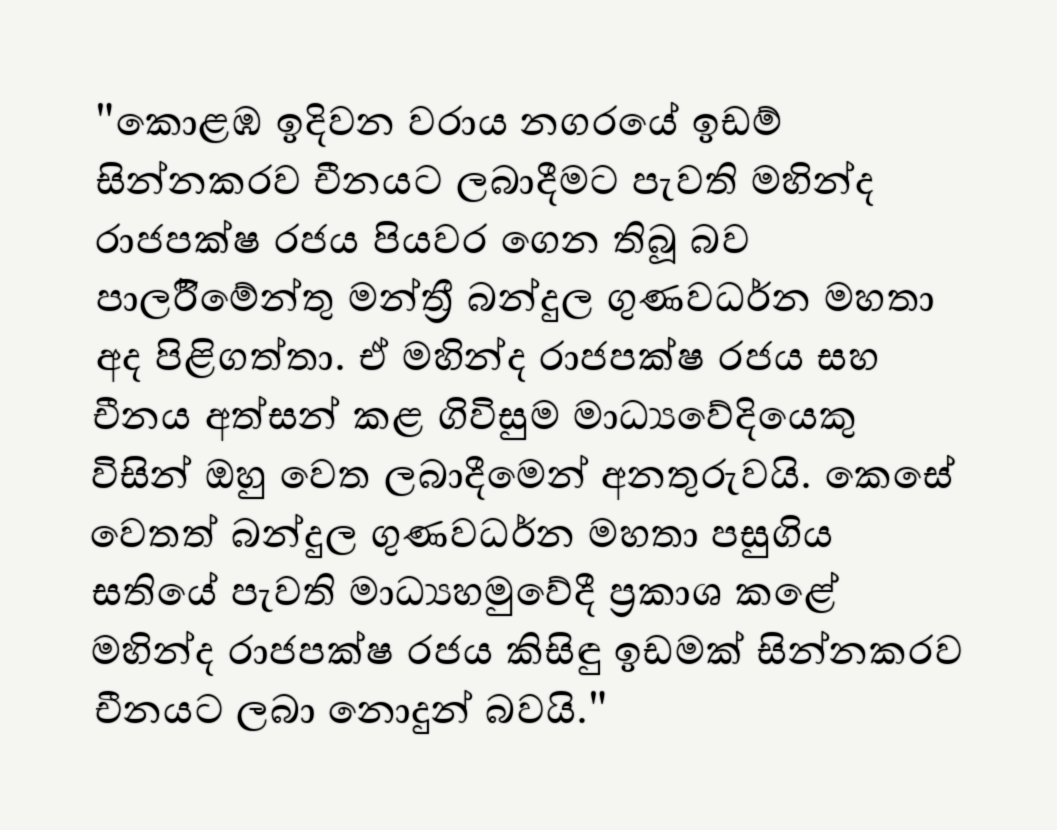 "කොළඹ ඉදිවන වරාය නගරයේ ඉඩම්
සින්නකරව චීනයට ලබාදීමට පැවති මහින්ද
රාජපක්ෂ රජය පියවර ගෙන තිබූ බව
පාලර්මේන්තු මන්ත්‍රී බන්දුල ගුණවධර්න මහතා
අද පිළිගත්තා. ඒ මහින්ද රාජපක්ෂ රජය සහ
චීනය අත්සන් කළ ගිවිසුම මාධ්‍යවේදියෙකු
විසින් ඔහු වෙත ලබාදීමෙන් අනතුරුවයි. කෙසේ
වෙතත් බන්දුල ගුණවධර්න මහතා පසුගිය
සතියේ පැවති මාධ්‍යහමුවේදී ප්‍රකාශ කළේ
මහින්ද රාජපක්ෂ රජය කිසිඳු ඉඩමක් සින්නකරව
චීනයට ලබා නොදුන් බවයි."